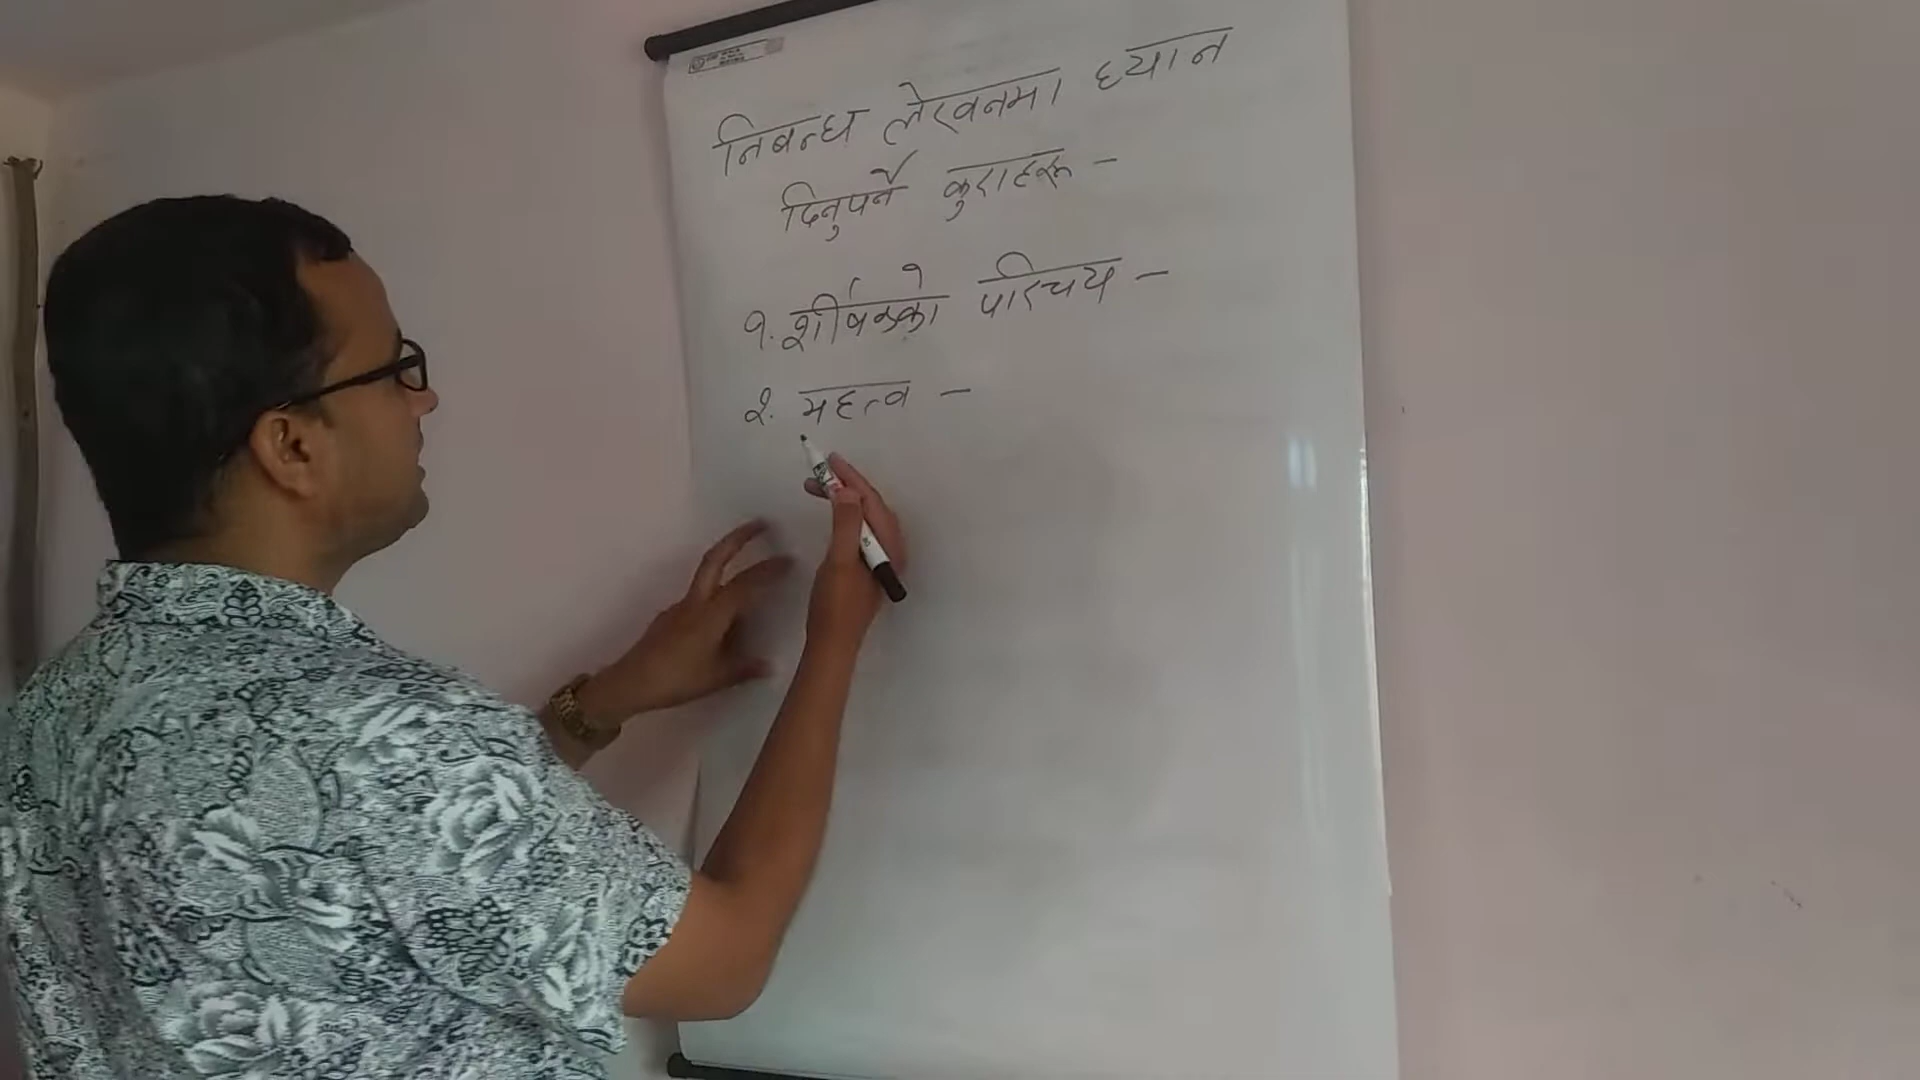 निबन्ध लेखनमा ध्यान
दिनुपर्ने कुराहरू –
१. शीर्षकको परिचय –
२. महत्व –